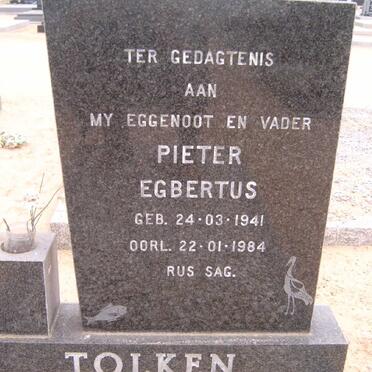 TER GEDAGTENIS
AAN
MY EGGENOOT EN VADER
PIETER
EGBERTUS
GEB. 24-03-1941
OORL. 22-01-1984
RUS SAG.
TOLKEN